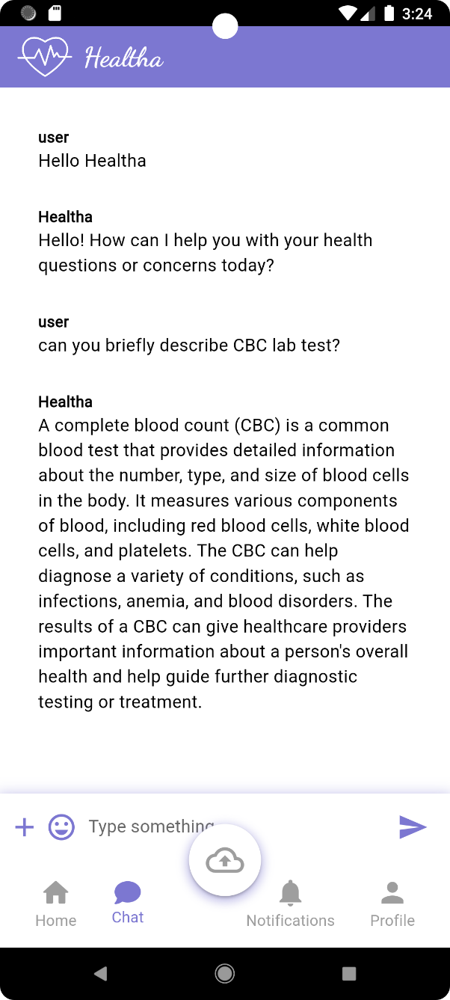 3:24
Healtha
user
Hello Healtha
Healtha
Hello! How can I help you with your health
questions or concerns today?
user
can you briefly describe CBC lab test?
Healtha
A complete blood count (CBC) is a common
blood test that provides detailed information
about the number, type, and size of blood cells
in the body. It measures various components
of blood, including red blood cells, white blood
cells, and platelets. The CBC can help
diagnose a variety of conditions, such as
infections, anemia, and blood disorders. The
results of a CBC can give healthcare providers
important information about a person's overall
health and help guide further diagnostic
testing or treatment.
Type something
Home
Chat
Notifications
Profile